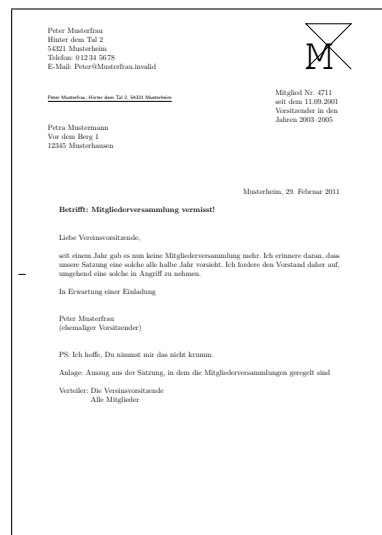 Peter Musterfrau
Hinter dem Tal 2
54321 Musterheim
Telefon: 0 12 34 56 78
E-Mail: Peter@Musterfrau.invalid
M
Peter Musterfrau, Hinter dem Tal 2, 54321 Musterheim
Mitglied Nr. 4711
seit dem 11.09.2001
Vorsitzender in den
Jahren 2003–2005
Petra Mustermann
Vor dem Berg 1
12345 Musterhausen
Musterheim, 29. Februar 2011
Betrifft: Mitgliederversammlung vermisst!
Liebe Vereinsvorsitzende,
seit einem Jahr gab es nun keine Mitgliederversammlung mehr. Ich erinnere daran, dass
unsere Satzung eine solche alle halbe Jahr vorsieht. Ich fordere den Vorstand daher auf,
umgehend eine solche in Angriff zu nehmen.
In Erwartung einer Einladung
Peter Musterfrau
(ehemaliger Vorsitzender)
PS: Ich hoffe, Du nimmst mir das nicht krumm.
Anlage: Auszug aus der Satzung, in dem die Mitgliederversammlungen geregelt sind
Verteiler: Die Vereinsvorsitzende
Alle Mitglieder